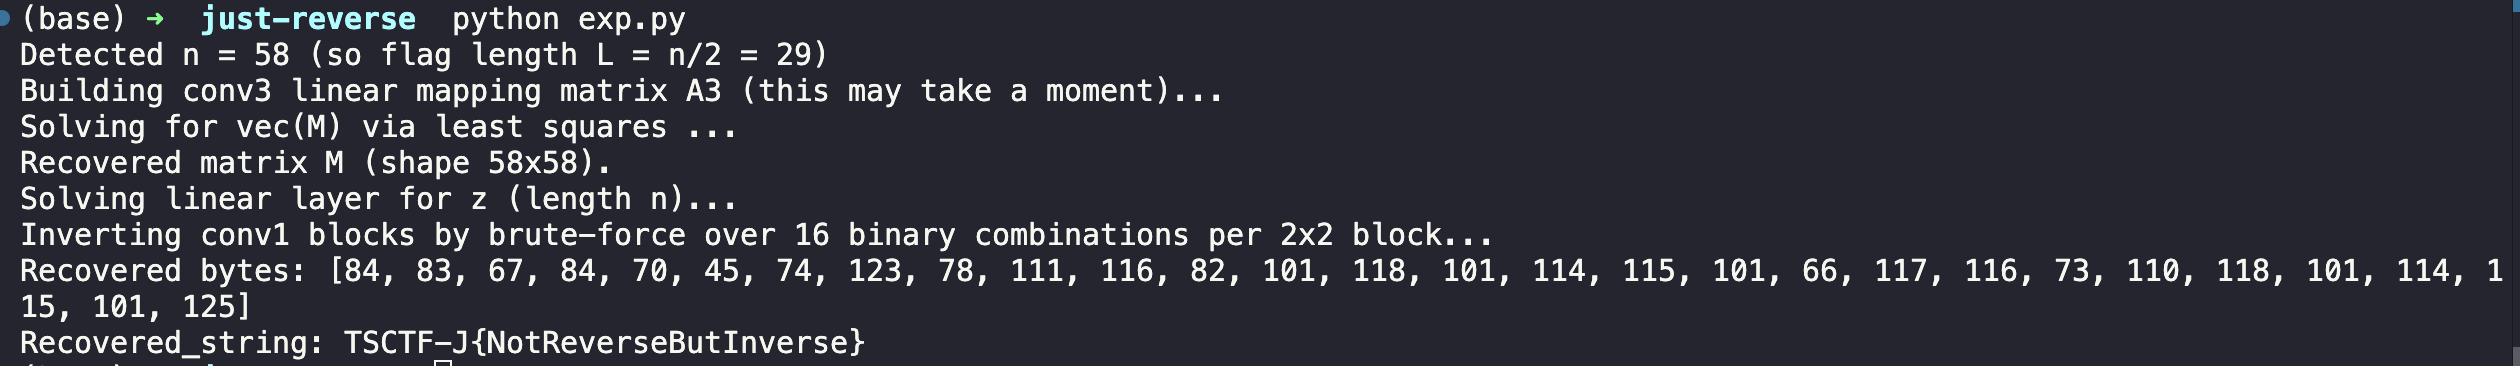 (base) ➜ just-reverse python exp.py
Detected n = 58 (so flag length L = n/2 = 29)
Building conv3 linear mapping matrix A3 (this may take a moment)...
Solving for vec(M) via least squares ...
Recovered matrix M (shape 58x58).
Solving linear layer for z (length n)...
Inverting conv1 blocks by brute-force over 16 binary combinations per 2x2 block...
Recovered bytes: [84, 83, 67, 84, 70, 45, 74, 123, 78, 111, 116, 82, 101, 118, 101, 114, 115, 101, 66, 117, 116, 73, 110, 118, 101, 114, 1
15, 101, 125]
Recovered_string: TSCTF-J{NotReverseButInverse}